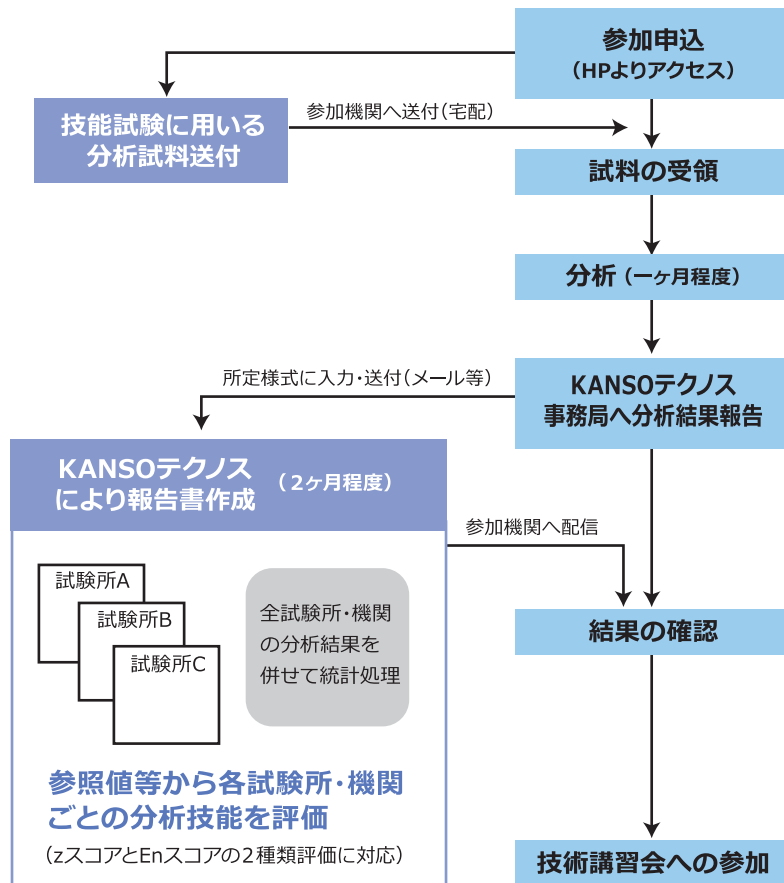 参加申込
（HPよりアクセス）
技能試験に用いる
分析試料送付
参加機関へ送付（宅配）
試料の受領
分析（一ヶ月程度）
所定様式に入力・送付（メール等）
KANSOテクノス
事務局へ分析結果報告
KANSOテクノス
により報告書作成
（2ヶ月程度）
参加機関へ配信
試験所A
試験所B
試験所C
全試験所・機関
の分析結果を
併せて統計処理
結果の確認
参照値等から各試験所・機関
ごとの分析技能を評価
（zスコアとEnスコアの2種類評価に対応）
技術講習会への参加